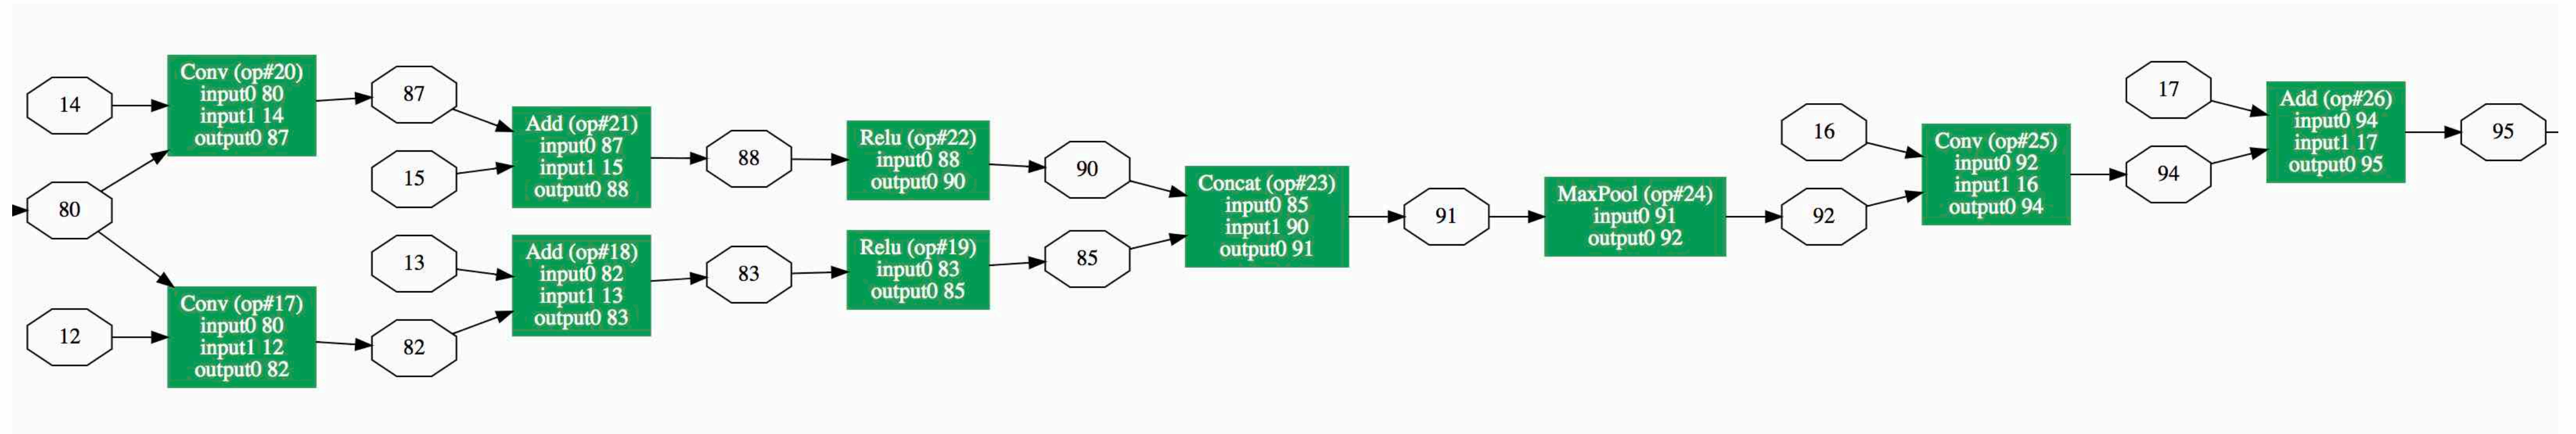 14
80
12
Conv (op#20)
input0 80
input1 14
output0 87
Conv (op#17)
input0 80
input1 12
output0 82
87
15
13
82
Add (op#21)
input0 87
input1 15
output0 88
Add (op#18)
input0 82
input1 13
output0 83
88
83
Relu (op#22)
input0 88
output0 90
Relu (op#19)
input0 83
output0 85
90
85
Concat (op#23)
input0 85
input1 90
output0 91
91
MaxPool (op#24)
input0 91
output0 92
16
92
Conv (op#25)
input0 92
input1 16
output0 94
17
94
Add (op#26)
input0 94
input1 17
output0 95
95